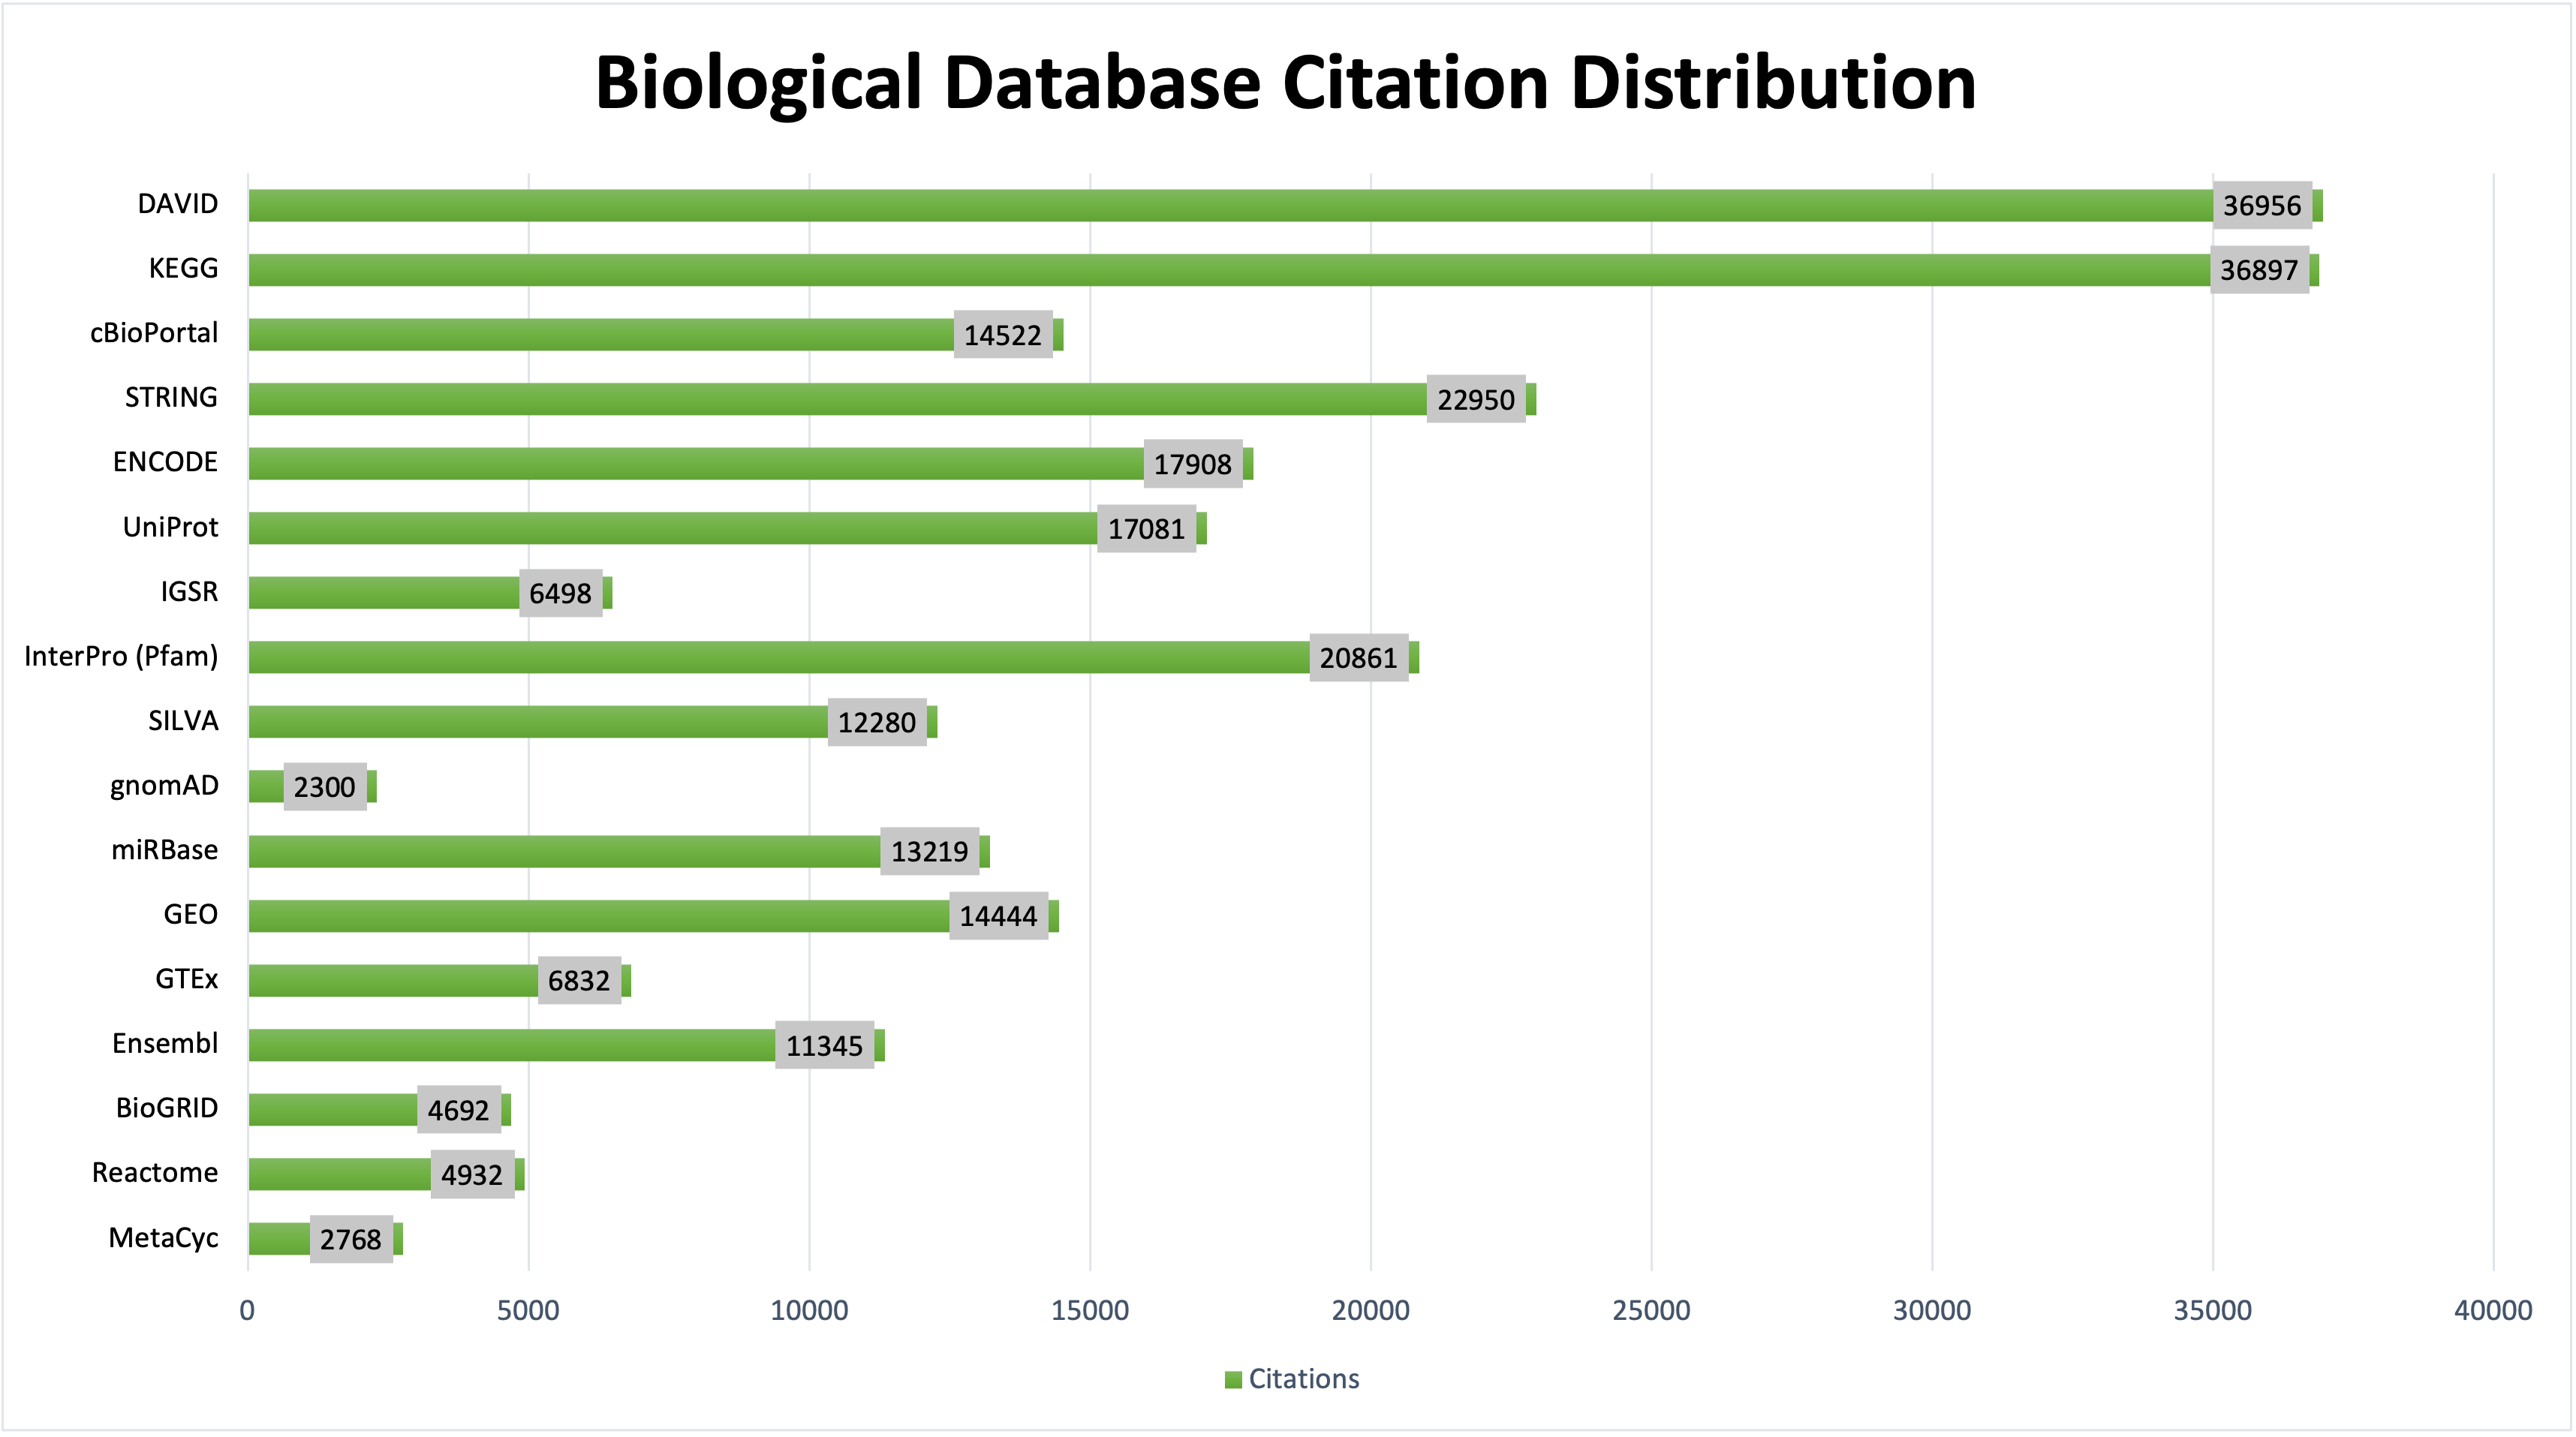 Biological Database Citation Distribution
DAVID 36956
KEGG 36897
cBioPortal 14522
STRING 22950
ENCODE 17908
UniProt 17081
IGSR 6498
InterPro (Pfam) 20861
SILVA 12280
gnomAD 2300
miRBase 13219
GEO 14444
GTEx 6832
Ensembl 11345
BioGRID 4692
Reactome 4932
MetaCyc 2768
0 5000 10000 15000 20000 25000 30000 35000 40000
Citations